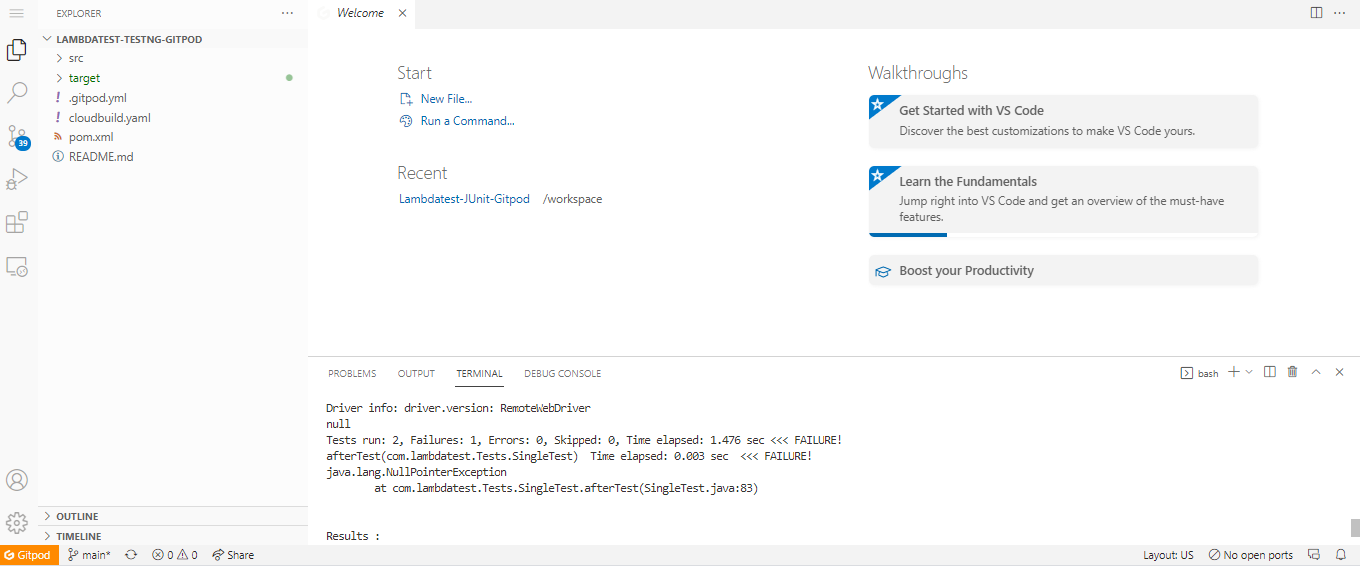 EXPLORER
LAMBDATEST-TESTNG-GITPOD
src
target
.gitpod.yml
cloudbuild.yaml
pom.xml
README.md
39
OUTLINE
TIMELINE
Welcome
Start
New File...
Run a Command...
Recent
Lambdatest-JUnit-Gitpod /workspace
Walkthroughs
Get Started with VS Code
Discover the best customizations to make VS Code yours.
Learn the Fundamentals
Jump right into VS Code and get an overview of the must-have
features.
Boost your Productivity
PROBLEMS OUTPUT TERMINAL DEBUG CONSOLE
bash
Driver info: driver.version: RemoteWebDriver
null
Tests run: 2, Failures: 1, Errors: 0, Skipped: 0, Time elapsed: 1.476 sec <<< FAILURE!
afterTest(com.lambdatest.Tests.SingleTest)  Time elapsed: 0.003 sec  <<< FAILURE!
java.lang.NullPointerException
at com.lambdatest.Tests.SingleTest.afterTest(SingleTest.java:83)
Results :
Gitpod main* 0 0 Share Layout: US No open ports